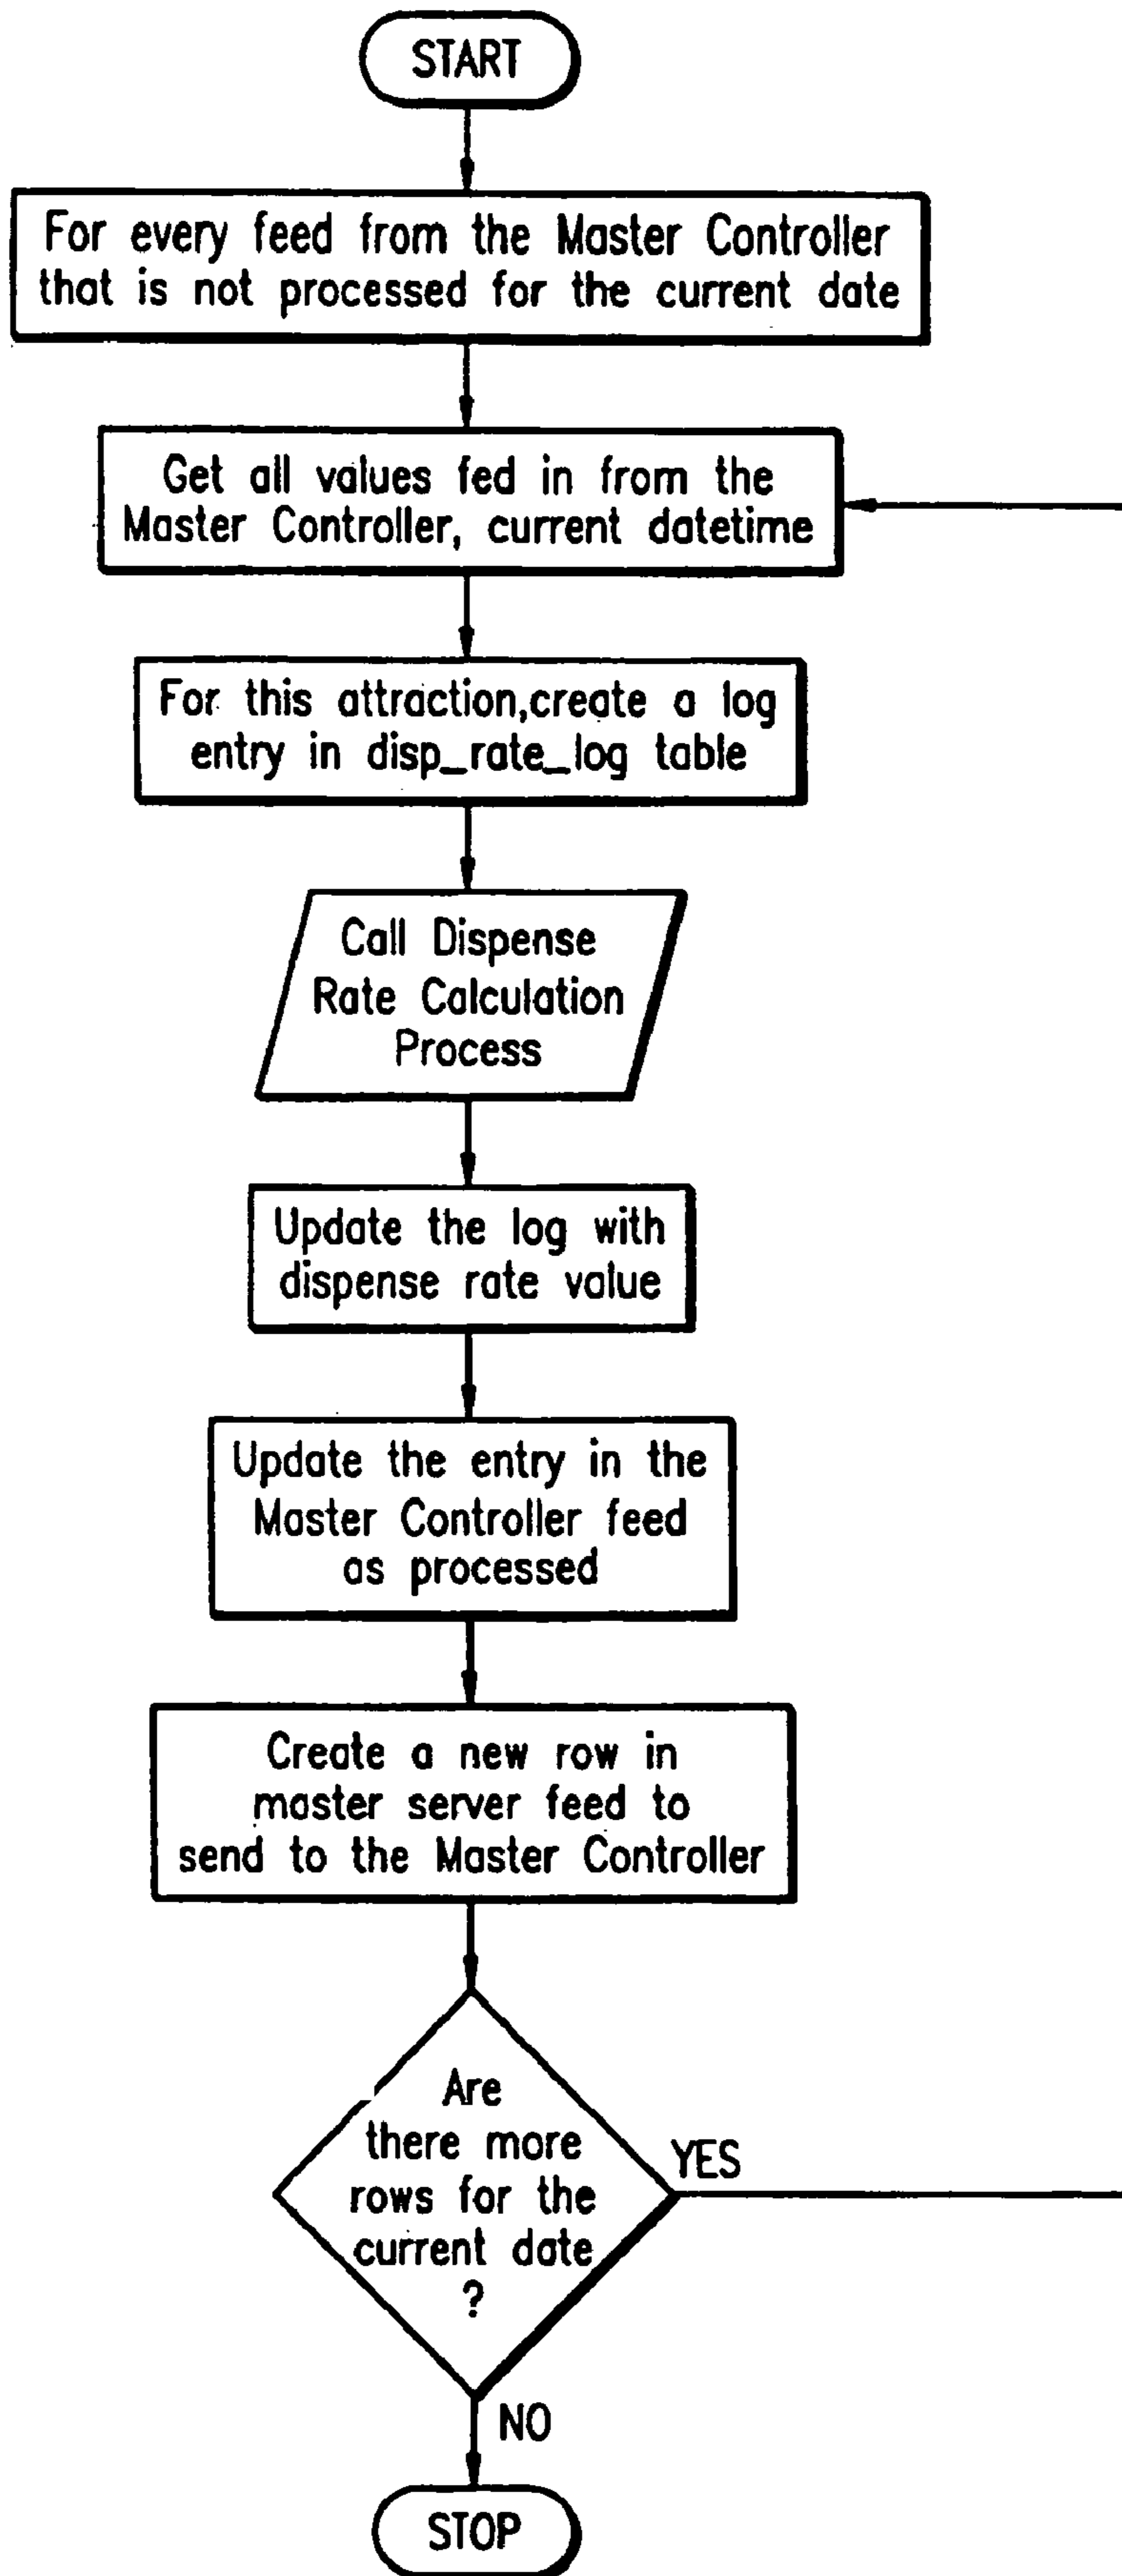 START
For every feed from the Master Controller
that is not processed for the current date
Get all values fed in from the
Master Controller, current datetime
For this attraction,create a log
entry in disp_rate_log table
Call Dispense
Rate Calculation
Process
Update the log with
dispense rate value
Update the entry in the
Master Controller feed
as processed
Create a new row in
master server feed to
send to the Master Controller
Are
there more
rows for the
current date
?
YES
NO
STOP